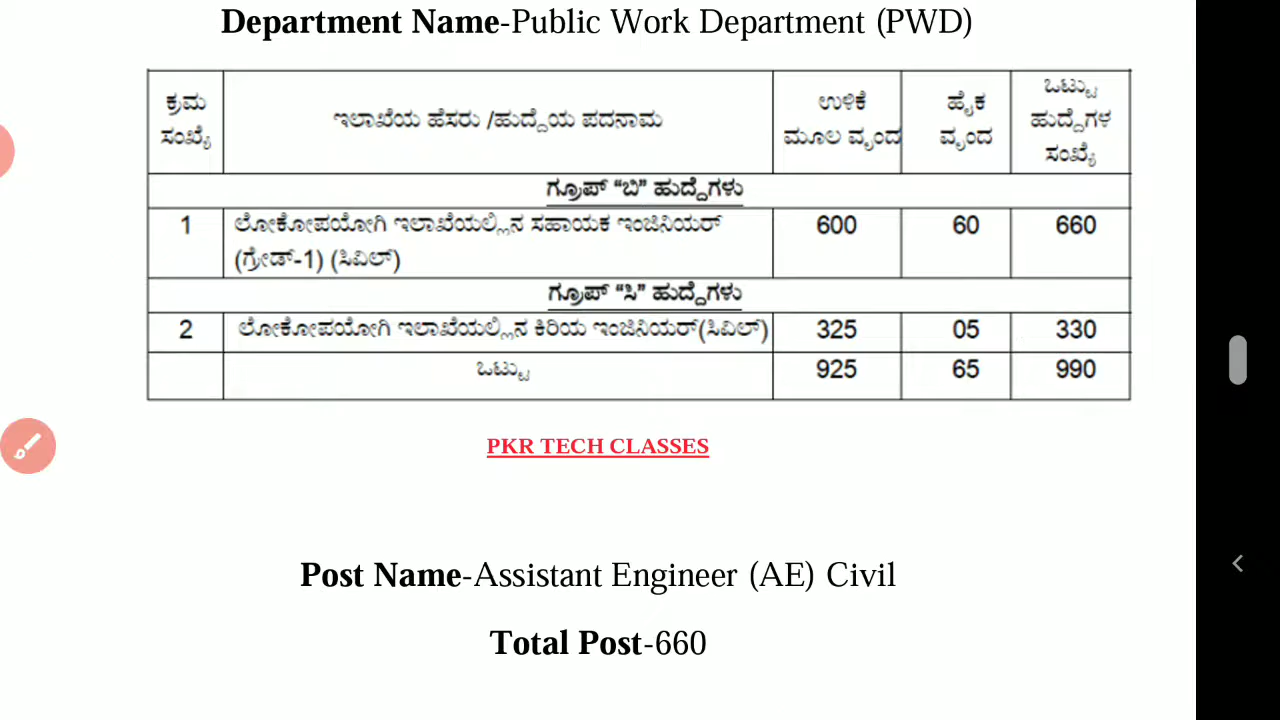 Department Name-Public Work Department (PWD)
ಕ್ರಮ ಸಂಖ್ಯೆ ಇಲಾಖೆಯ ಹೆಸರು /ಹುದ್ದೆಯ ಪದನಾಮ ಉಳಿಕೆ ಮೂಲ ವೃಂದ ಹೈಕ ವೃಂದ ಒಟ್ಟು ಹುದ್ದೆಗಳ ಸಂಖ್ಯೆ
ಗ್ರೂಪ್ “ಬಿ” ಹುದ್ದೆಗಳು
1 ಲೋಕೋಪಯೋಗಿ ಇಲಾಖೆಯಲ್ಲಿನ ಸಹಾಯಕ ಇಂಜಿನಿಯರ್ 600 60 660
(ಗ್ರೇಡ್-1) (ಸಿವಿಲ್)
ಗ್ರೂಪ್ “ಸಿ” ಹುದ್ದೆಗಳು
2 ಲೋಕೋಪಯೋಗಿ ಇಲಾಖೆಯಲ್ಲಿನ ಕಿರಿಯ ಇಂಜಿನಿಯರ್(ಸಿವಿಲ್) 325 05 330
ಒಟ್ಟು 925 65 990
PKR TECH CLASSES
Post Name-Assistant Engineer (AE) Civil
Total Post-660